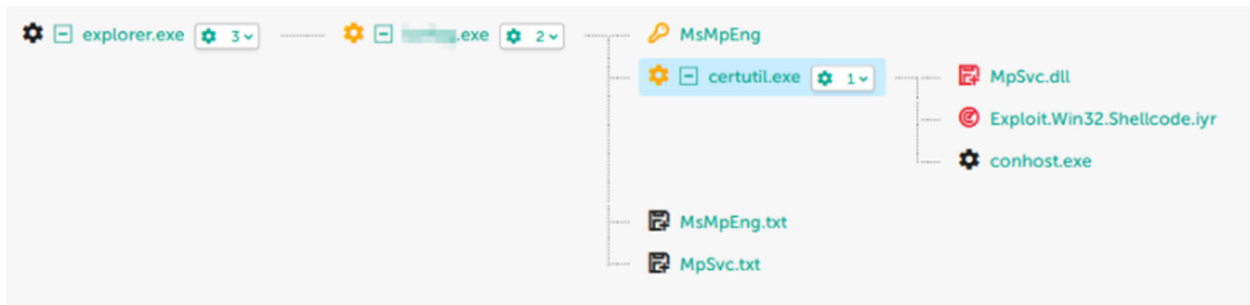 explorer.exe 3 .exe 2 MsMpEng
certutil.exe 1 MpSvc.dll
Exploit.Win32.Shellcode.iyr
conhost.exe
MsMpEng.txt
MpSvc.txt